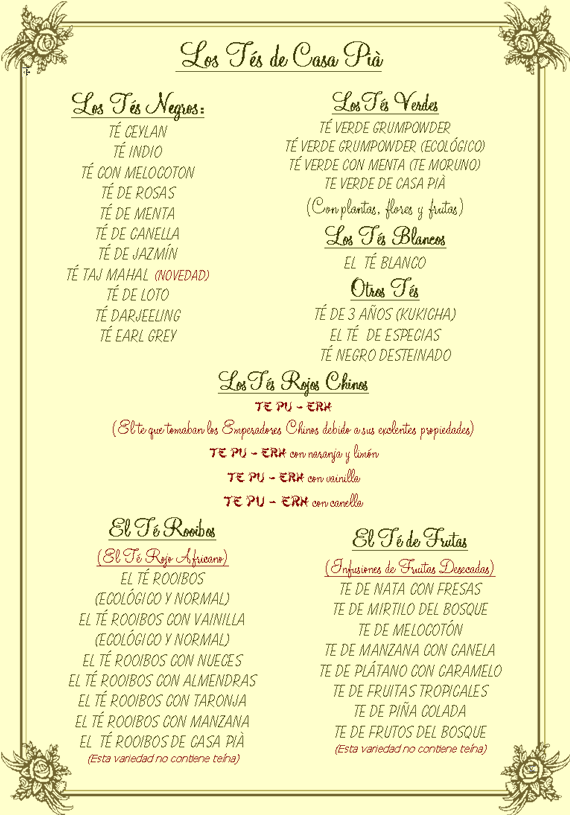 Los Tés de Casa Pià
Los Tés Negros:
TÉ CEYLAN
TÉ INDIO
TÉ CON MELOCOTON
TÉ DE ROSAS
TÉ DE MENTA
TÉ DE CANELLA
TÉ DE JAZMÍN
TÉ TAJ MAHAL (NOVEDAD)
TÉ DE LOTO
TÉ DARJEELING
TÉ EARL GREY
Los Tés Verdes
TÉ VERDE GRUMPOWDER
TÉ VERDE GRUMPOWDER (ECOLÓGICO)
TÉ VERDE CON MENTA (TE MORUNO)
TE VERDE DE CASA PIÀ
(Con plantas, flores y frutas)
Los Tés Blancos
EL TÉ BLANCO
Otros Tés
TÉ DE 3 AÑOS (KUKICHA)
EL TÉ DE ESPECIAS
TÉ NEGRO DESTEINADO
Los Tés Rojos Chinos
TE PU - ERH
(El te que tomaban los Emperadores Chinos debido a sus exclentes propiedades)
TE PU - ERH con naranja y limón
TE PU - ERH con vainilla
TE PU - ERH con canella
El Té Rooibos
(El Té Rojo Africano)
EL TÉ ROOIBOS
(ECOLÓGICO Y NORMAL)
EL TÉ ROOIBOS CON VAINILLA
(ECOLÓGICO Y NORMAL)
EL TÉ ROOIBOS CON NUECES
EL TÉ ROOIBOS CON ALMENDRAS
EL TÉ ROOIBOS CON TARONJA
EL TÉ ROOIBOS CON MANZANA
EL TÉ ROOIBOS DE CASA PIÀ
(Esta variedad no contiene teína)
El Té de Frutas
(Infusiones de Fruitas Desecadas)
TE DE NATA CON FRESAS
TE DE MIRTILO DEL BOSQUE
TÉ DE MELOCOTÓN
TE DE MANZANA CON CANELA
TE DE PLÁTANO CON CARAMELO
TE DE FRUITAS TROPICALES
TE DE PIÑA COLADA
TE DE FRUTOS DEL BOSQUE
(Esta variedad no contiene teína)